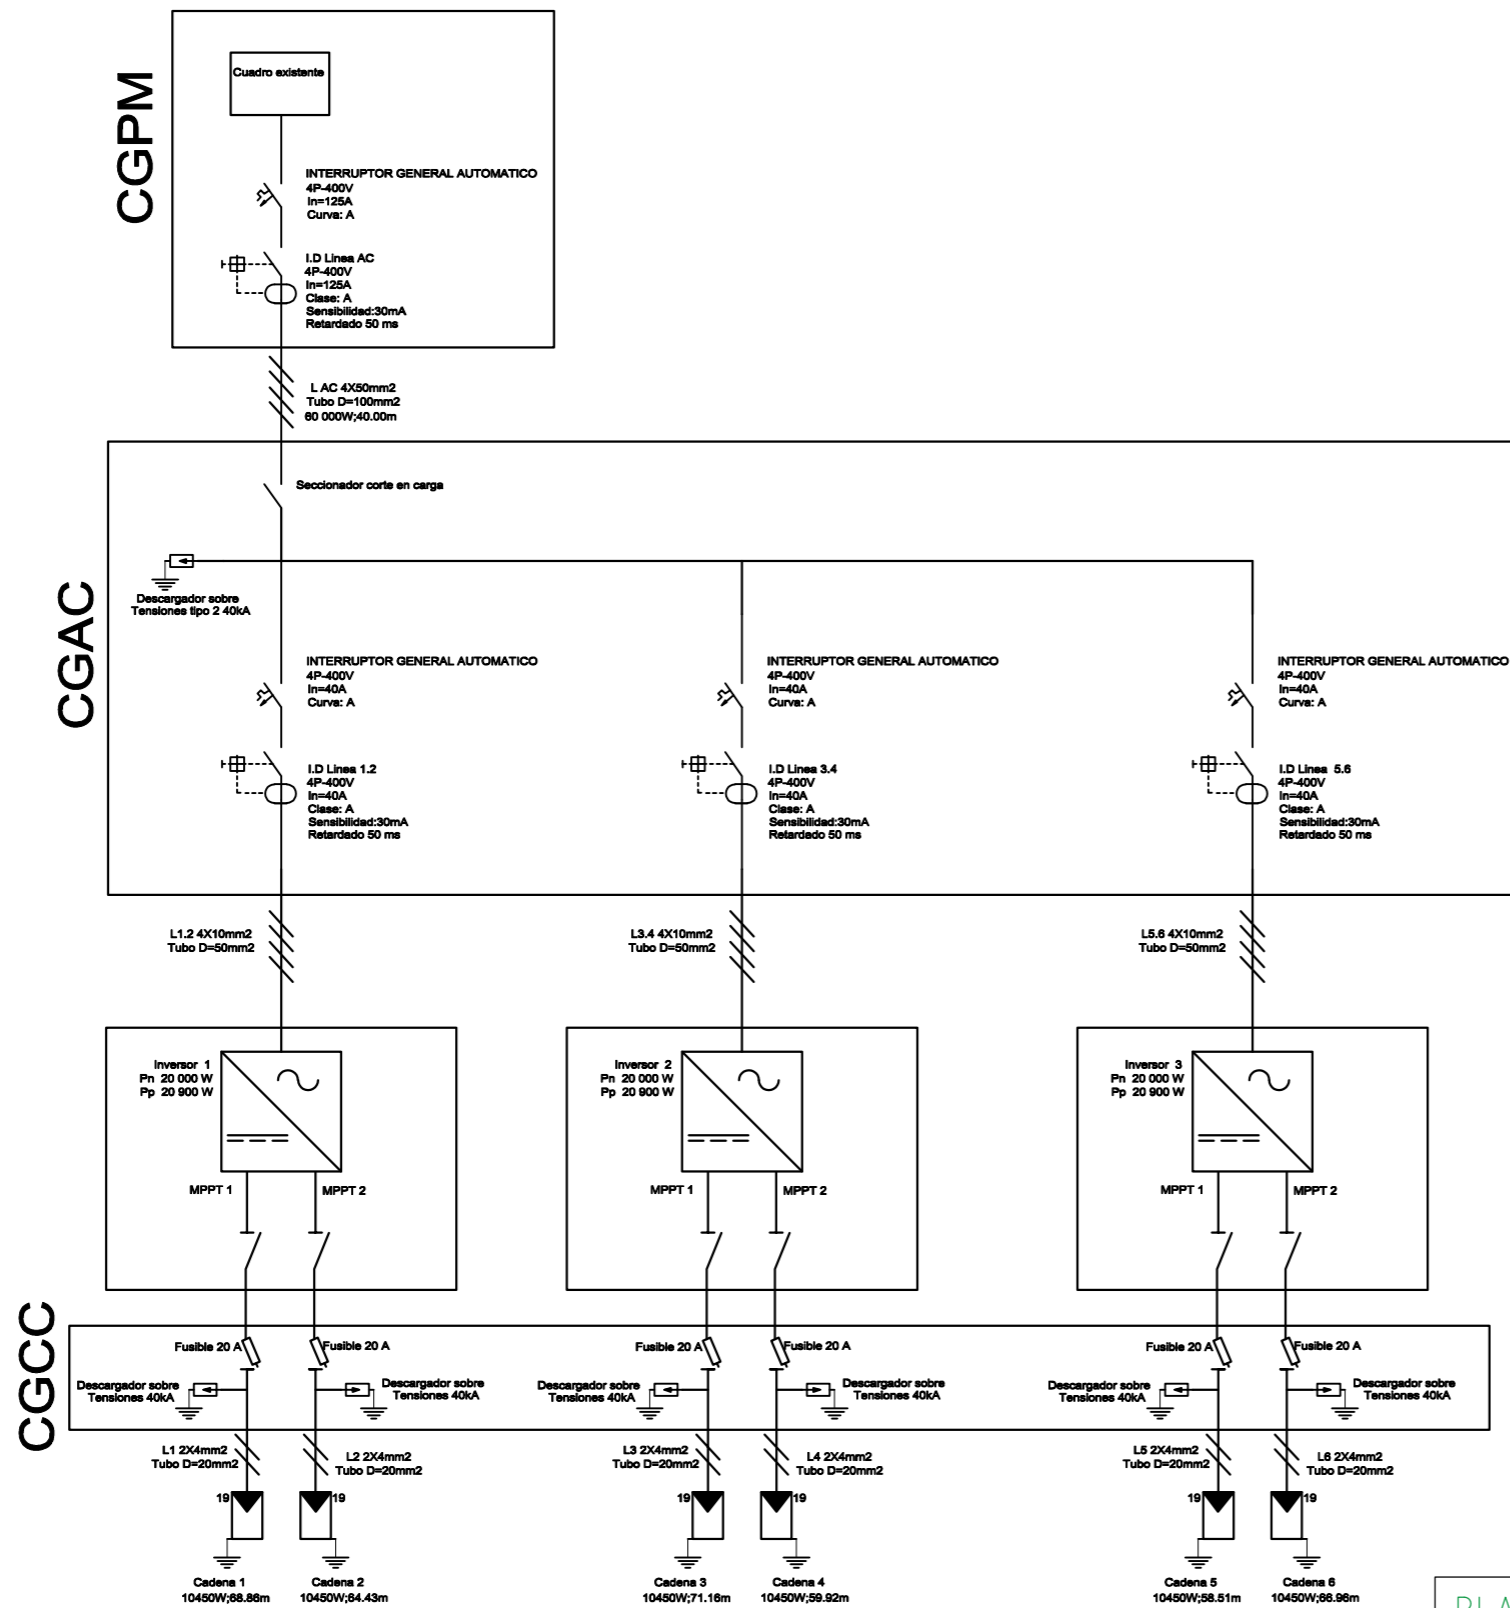 CGPM
Cuadro existente
INTERRUPTOR GENERAL AUTOMATICO
4P-400V
In=125A
Curva: A
I.D Linea AC
4P-400V
In=125A
Clase: A
Sensibilidad:30mA
Retardado 50 ms
L AC 4X50mm2
Tubo D=100mm2
60 000W;40.00m
CGAC
Seccionador corte en carga
Descargador sobre
Tensiones tipo 2 40kA
INTERRUPTOR GENERAL AUTOMATICO
4P-400V
In=40A
Curva: A
I.D Linea 1.2
4P-400V
In=40A
Clase: A
Sensibilidad:30mA
Retardado 50 ms
INTERRUPTOR GENERAL AUTOMATICO
4P-400V
In=40A
Curva: A
I.D Linea 3.4
4P-400V
In=40A
Clase: A
Sensibilidad:30mA
Retardado 50 ms
INTERRUPTOR GENERAL AUTOMATICO
4P-400V
In=40A
Curva: A
I.D Linea 5.6
4P-400V
In=40A
Clase: A
Sensibilidad:30mA
Retardado 50 ms
L1.2 4X10mm2
Tubo D=50mm2
L3.4 4X10mm2
Tubo D=50mm2
L5.6 4X10mm2
Tubo D=50mm2
Inversor 1
Pn 20 000 W
Pp 20 900 W
MPPT 1
MPPT 2
Inversor 2
Pn 20 000 W
Pp 20 900 W
MPPT 1
MPPT 2
Inversor 3
Pn 20 000 W
Pp 20 900 W
MPPT 1
MPPT 2
CGCC
Fusible 20 A
Fusible 20 A
Fusible 20 A
Fusible 20 A
Fusible 20 A
Fusible 20 A
Descargador sobre
Tensiones 40kA
Descargador sobre
Tensiones 40kA
Descargador sobre
Tensiones 40kA
Descargador sobre
Tensiones 40kA
Descargador sobre
Tensiones 40kA
Descargador sobre
Tensiones 40kA
L1 2X4mm2
Tubo D=20mm2
L2 2X4mm2
Tubo D=20mm2
L3 2X4mm2
Tubo D=20mm2
L4 2X4mm2
Tubo D=20mm2
L5 2X4mm2
Tubo D=20mm2
L6 2X4mm2
Tubo D=20mm2
19
19
19
19
19
19
Cadena 1
10450W;68.86m
Cadena 2
10450W;64.43m
Cadena 3
10450W;71.16m
Cadena 4
10450W;59.92m
Cadena 5
10450W;58.51m
Cadena 6
10450W;66.96m